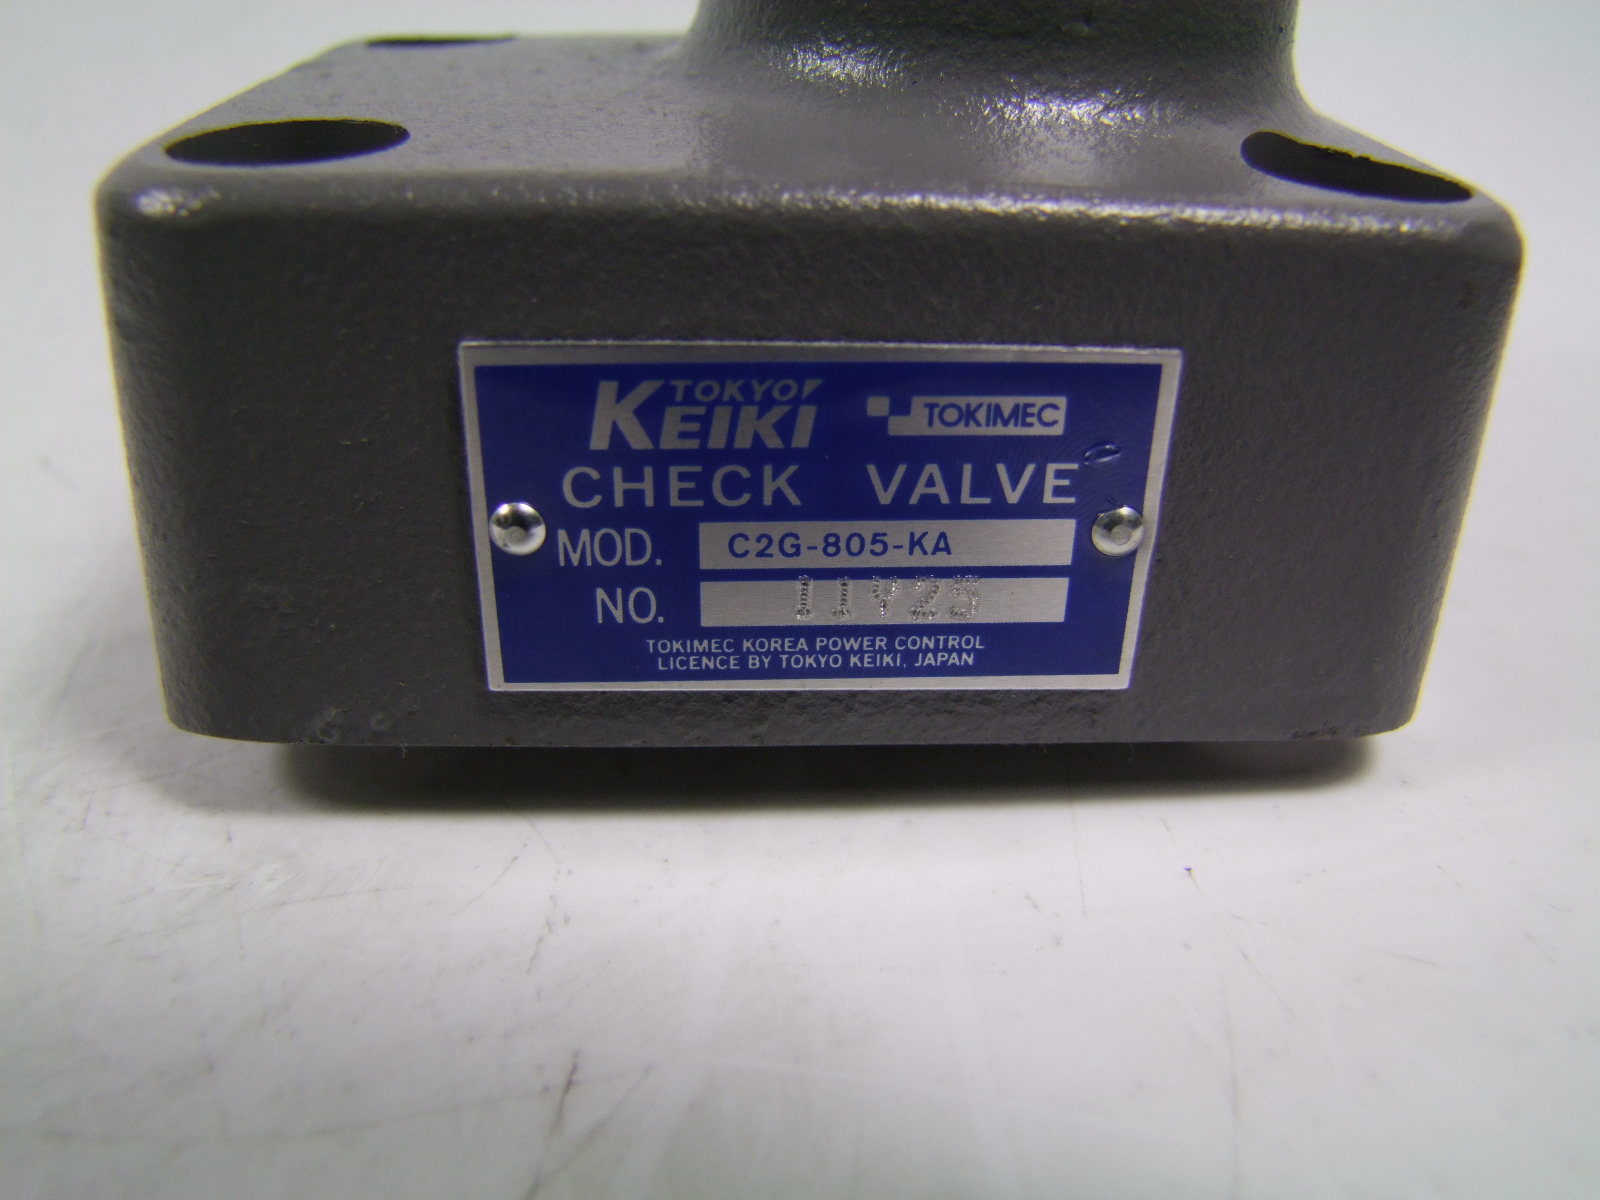 TOKYO
KEIKI
TOKIMEC
CHECK VALVE
MOD. C2G-805-KA
NO. 11Y25
TOKIMEC KOREA POWER CONTROL
LICENCE BY TOKYO KEIKI, JAPAN